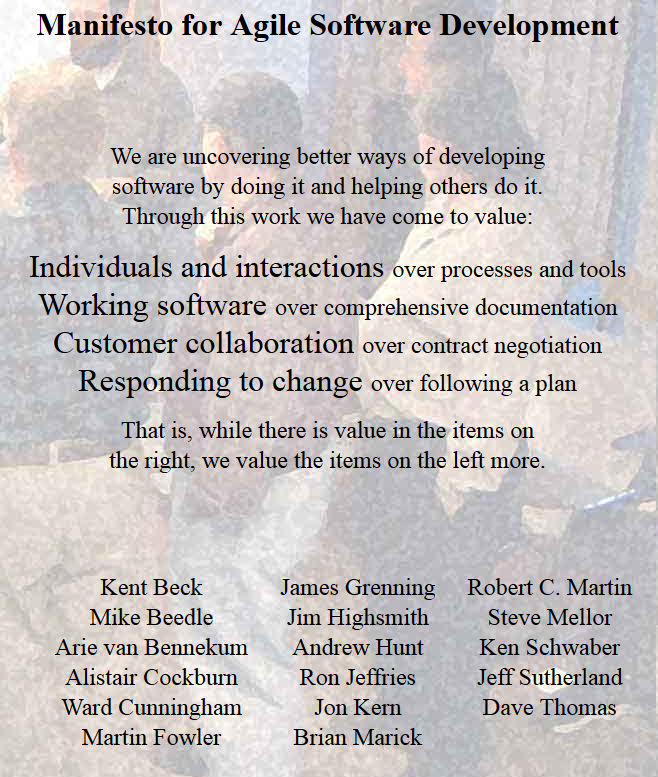 Manifesto for Agile Software Development
We are uncovering better ways of developing
software by doing it and helping others do it.
Through this work we have come to value:
Individuals and interactions over processes and tools
Working software over comprehensive documentation
Customer collaboration over contract negotiation
Responding to change over following a plan
That is, while there is value in the items on
the right, we value the items on the left more.
Kent Beck
Mike Beedle
Arie van Bennekum
Alistair Cockburn
Ward Cunningham
Martin Fowler
James Grenning
Jim Highsmith
Andrew Hunt
Ron Jeffries
Jon Kern
Brian Marick
Robert C. Martin
Steve Mellor
Ken Schwaber
Jeff Sutherland
Dave Thomas